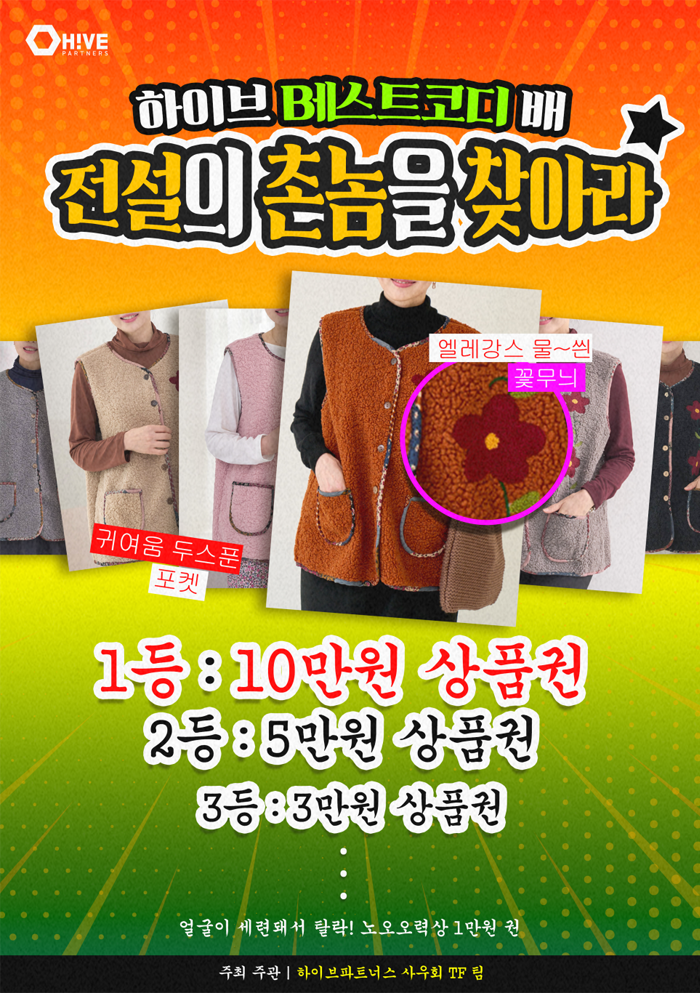 H!VE
PARTNERS
하이브 B메스트코디 배
전설의 촌놈을 찾아라
엘레강스 물~씬
꽃무늬
귀여움 두스푼
포켓
1등 : 10만원 상품권
2등 : 5만원 상품권
3등 : 3만원 상품권
얼굴이 세련돼서 탈락! 노오오력상 1만원 권
주최 주관 | 하이브파트너스 사우회 TF 팀